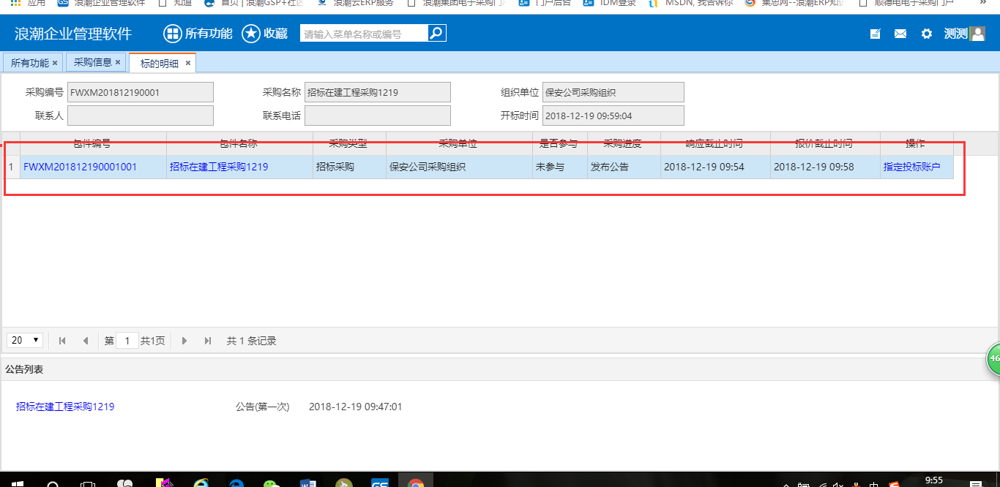 应用 浪潮企业管理软件 知道 首页 | 浪潮GSP+社区 浪潮云ERP服务 浪潮集团电子采购门户 门户后台 IDM登录 MSDN, 我告诉你 集思网--浪潮ERP知识 顺德电电子采购门户 »
浪潮企业管理软件 所有功能 收藏 请输入菜单名称或编号 测测
所有功能 × 采购信息 × 标的明细 ×
采购编号 FWXM201812190001 采购名称 招标在建工程采购1219 组织单位 保安公司采购组织
联系人 联系电话 开标时间 2018-12-19 09:59:04
包件编号 包件名称 采购类型 采购单位 是否参与 采购进度 响应截止时间 报价截止时间 操作
1 FWXM201812190001001 招标在建工程采购1219 招标采购 保安公司采购组织 未参与 发布公告 2018-12-19 09:54 2018-12-19 09:58 指定投标账户
20 第 1 共1页 共 1 条记录
46
公告列表
招标在建工程采购1219 公告(第一次) 2018-12-19 09:47:01
GS 中 9:55